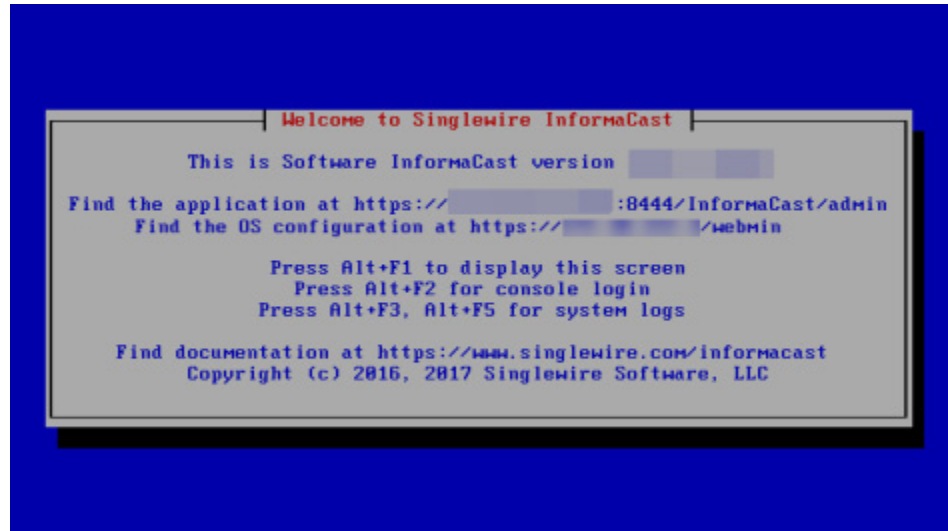 Welcome to Singlewire InformaCast
This is Software InformaCast version
Find the application at https:// :8444/InformaCast/admin
Find the OS configuration at https:// /webmin
Press Alt+F1 to display this screen
Press Alt+F2 for console login
Press Alt+F3, Alt+F5 for system logs
Find documentation at https://www.singlewire.com/informacast
Copyright (c) 2016, 2017 Singlewire Software, LLC